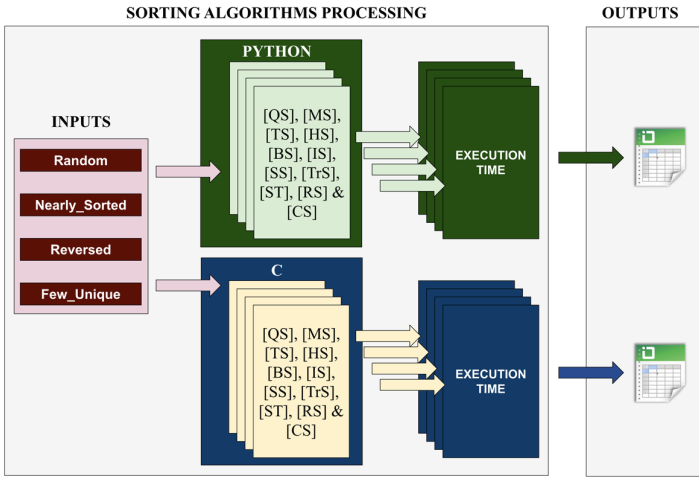 SORTING ALGORITHMS PROCESSING
OUTPUTS
INPUTS
Random
Nearly_Sorted
Reversed
Few_Unique
PYTHON
[QS], [MS],
[TS], [HS],
[BS], [IS],
[SS], [TrS],
[ST], [RS] &
[CS]
EXECUTION
TIME
C
[QS], [MS],
[TS], [HS],
[BS], [IS],
[SS], [TrS],
[ST], [RS] &
[CS]
EXECUTION
TIME